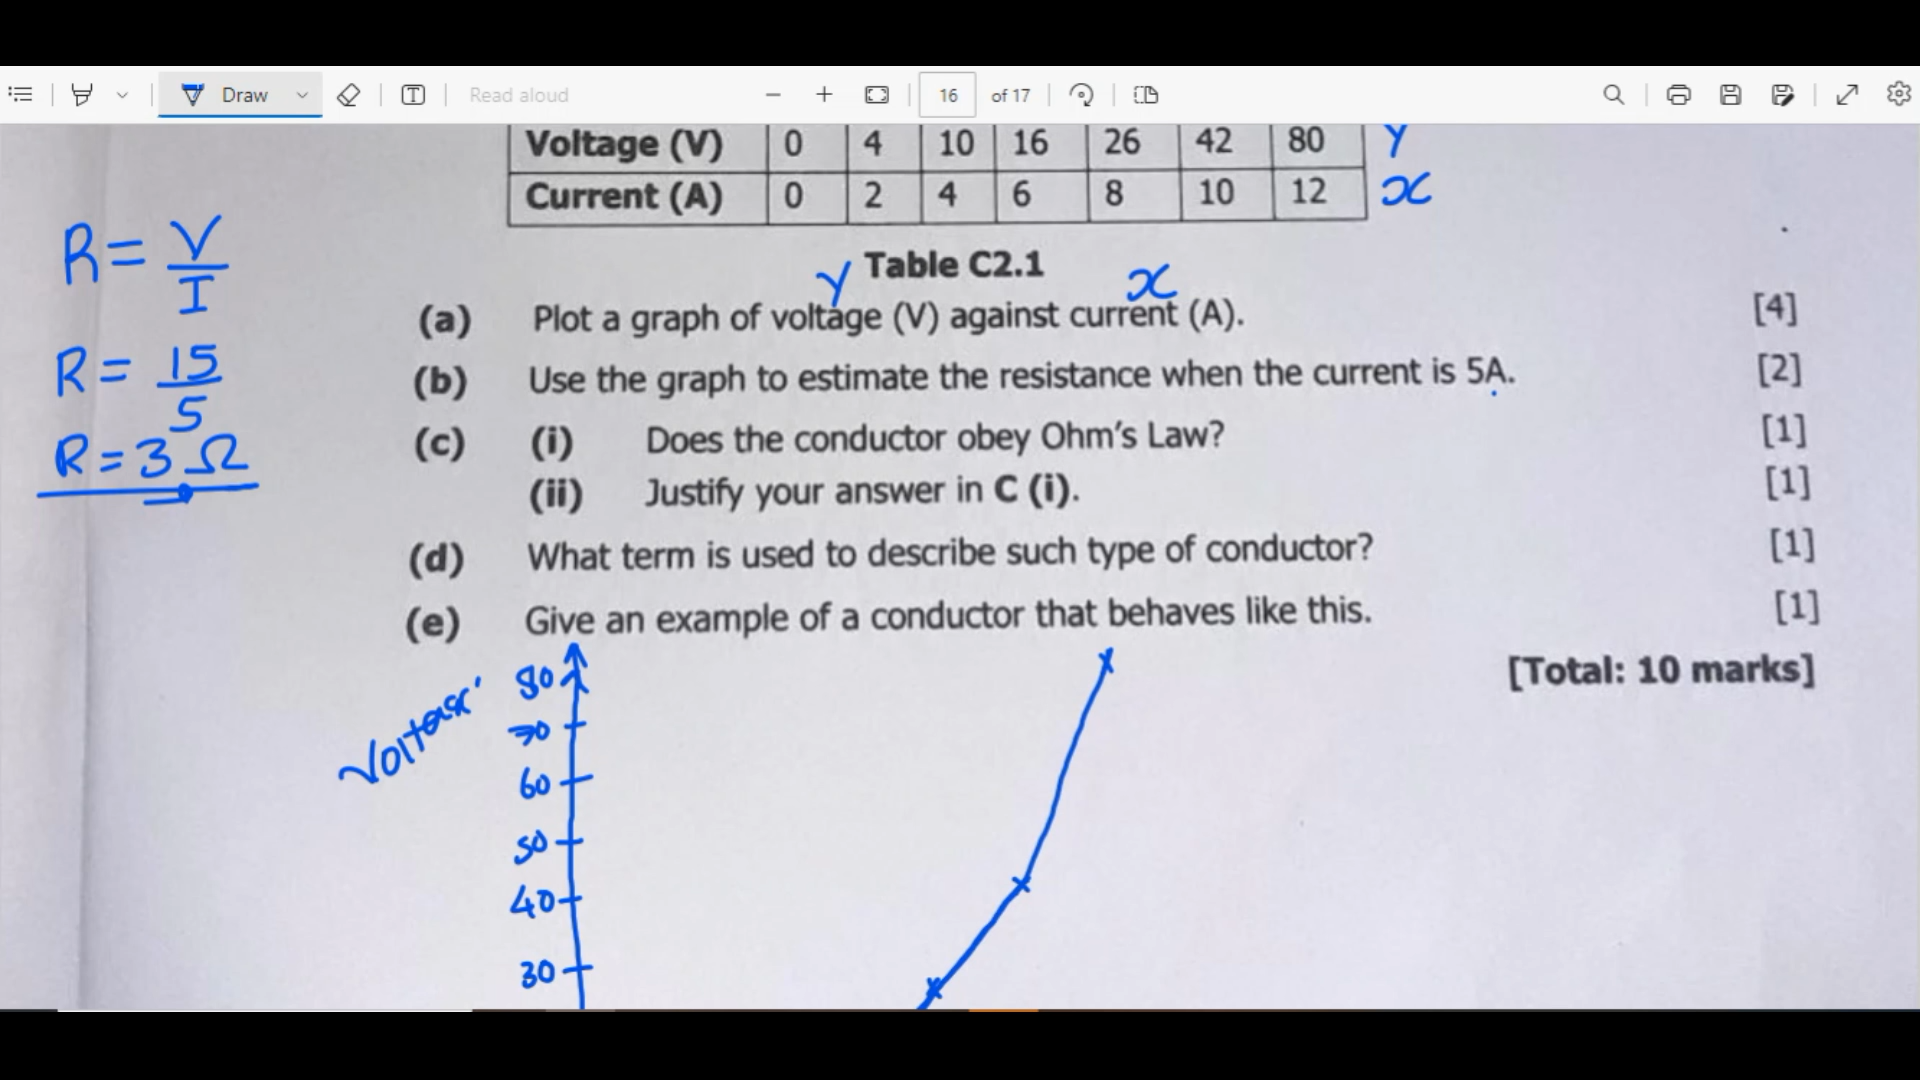 Draw
Read aloud
16 of 17
Voltage (V) 0 4 10 16 26 42 80 Y
Current (A) 0 2 4 6 8 10 12 x
Table C2.1
R = V/I
Y x
(a) Plot a graph of voltage (V) against current (A). [4]
R = 15/5
(b) Use the graph to estimate the resistance when the current is 5A. [2]
(c) (i) Does the conductor obey Ohm's Law? [1]
R = 3Ω
(ii) Justify your answer in C (i). [1]
(d) What term is used to describe such type of conductor? [1]
(e) Give an example of a conductor that behaves like this. [1]
[Total: 10 marks]
80
70
60
50
40
30